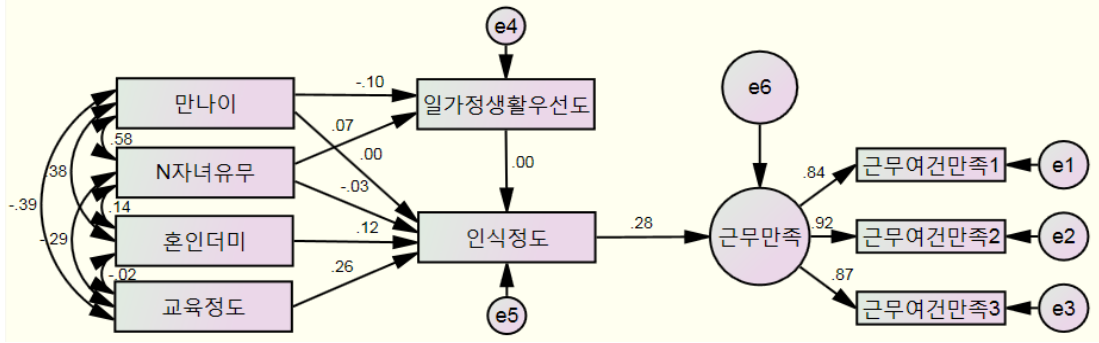 e4
e6
만나이
-.10
일가정생활우선도
.58
.07
.00
.00
.84
근무여건만족1
e1
.38
N자녀유무
-.03
-.39
.14
-.29
혼인더미
.12
인식정도
.28
근무만족
.92
근무여건만족2
e2
-.02
.26
.87
교육정도
e5
근무여건만족3
e3